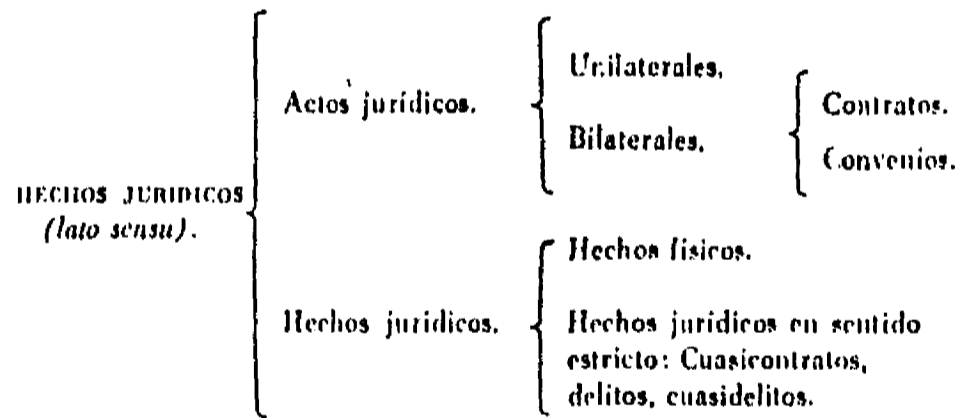 HECHOS JURIDICOS
(lato sensu).
Actos jurídicos.
Unilaterales.
Bilaterales.
Contratos.
Convenios.
Hechos jurídicos.
Hechos físicos.
Hechos jurídicos en sentido
estricto: Cuasicontratos,
delitos, cuasidelitos.